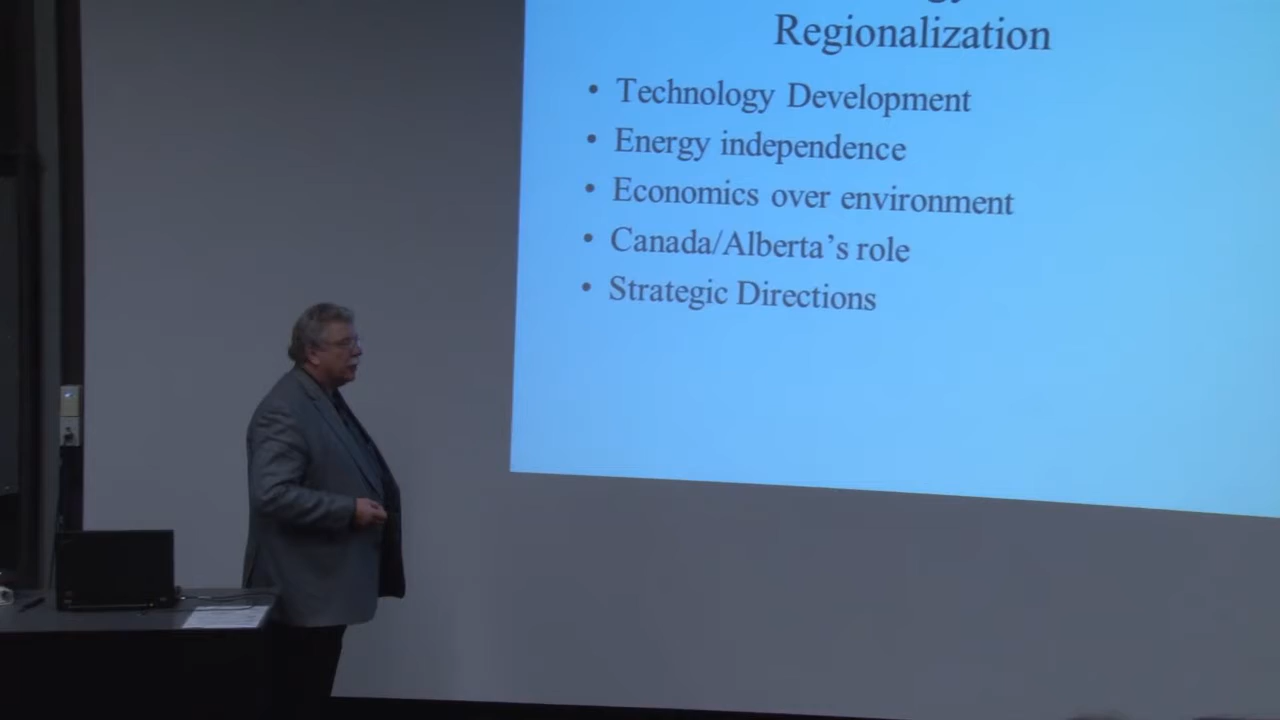 Regionalization
• Technology Development
• Energy independence
• Economics over environment
• Canada/Alberta’s role
• Strategic Directions